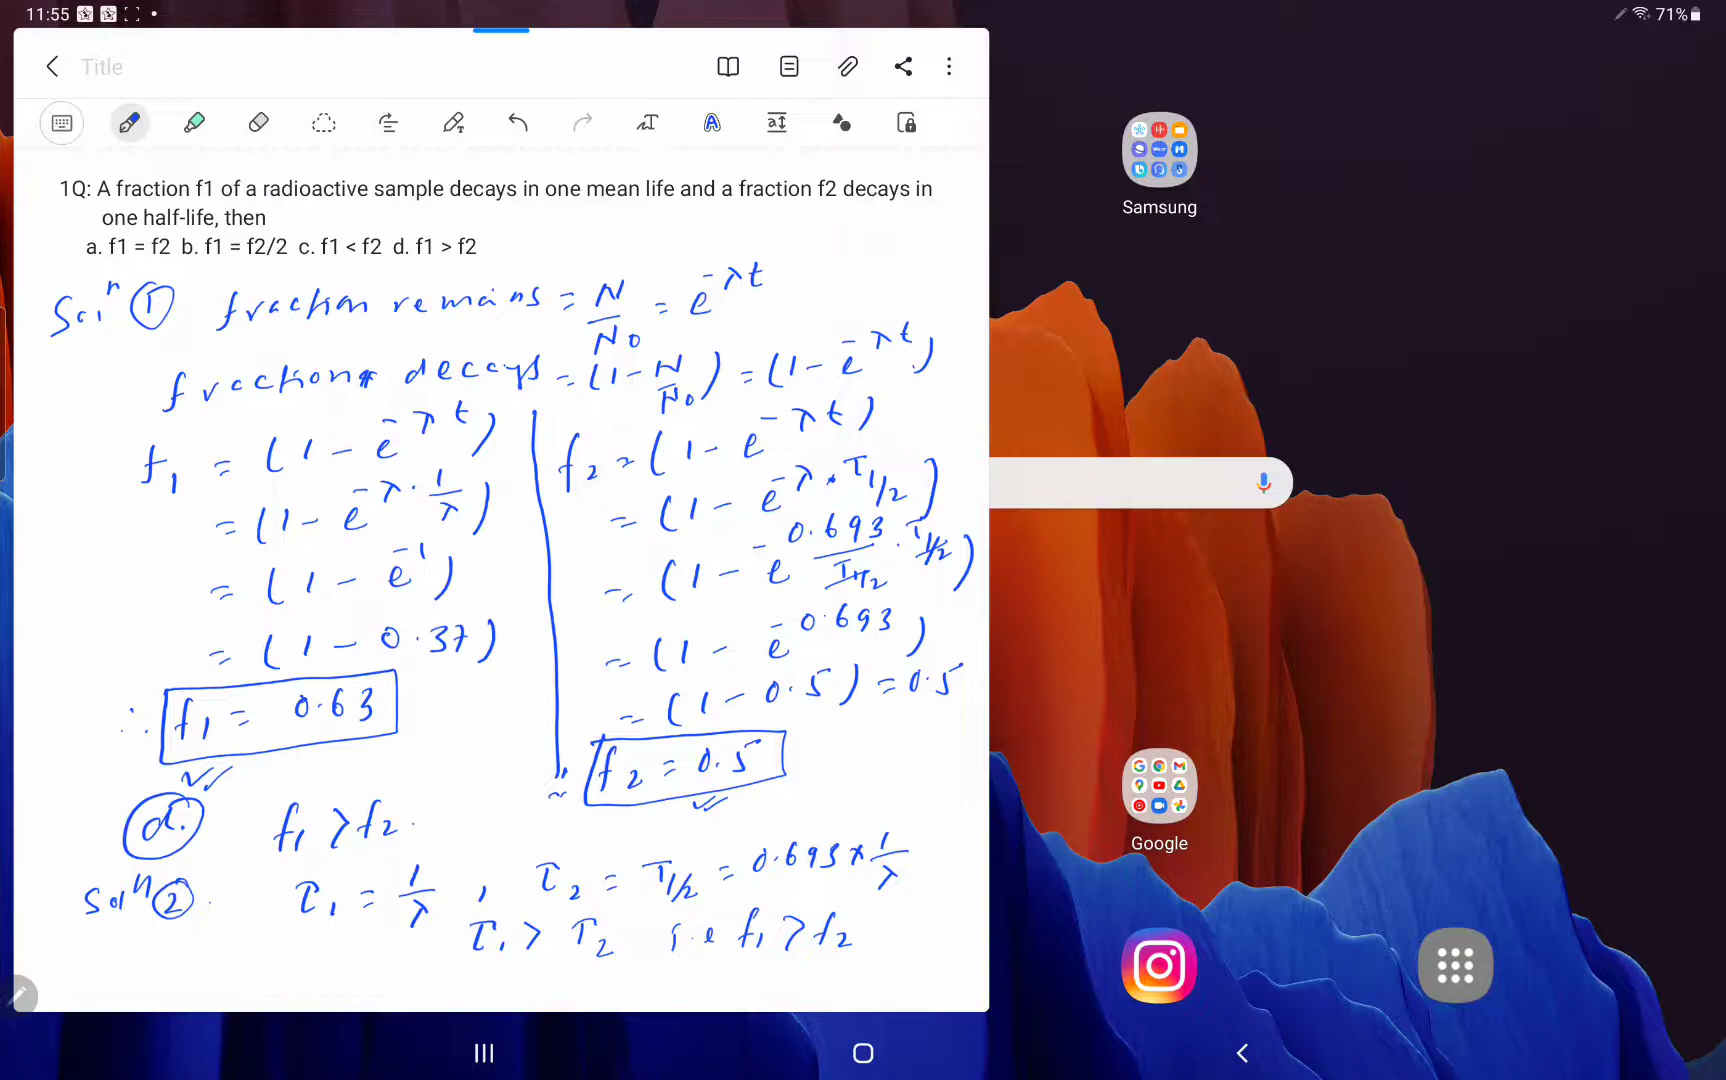 11:55
71%
Title
1Q: A fraction f1 of a radioactive sample decays in one mean life and a fraction f2 decays in
one half-life, then
a. f1 = f2 b. f1 = f2/2 c. f1 < f2 d. f1 > f2
Solⁿ ① fraction remains = N/N₀ = e^(-λt)
fraction decays = (1 - N/N₀) = (1 - e^(-λt))
f₁ = (1 - e^(-λt))
= (1 - e^(-λ·1/λ))
= (1 - e^(-1))
= (1 - 0.37)
∴ f₁ = 0.63
f₂ = (1 - e^(-λt))
= (1 - e^(-λ·T1/2))
= (1 - e^(-0.693/T1/2 · T1/2))
= (1 - e^(-0.693))
= (1 - 0.5) = 0.5
f₂ = 0.5
d. f₁ > f₂.
Solⁿ ②. τ₁ = 1/λ , τ₂ = T1/2 = 0.693 × 1/λ
τ₁ > τ₂ i.e f₁ > f₂
Samsung
Google